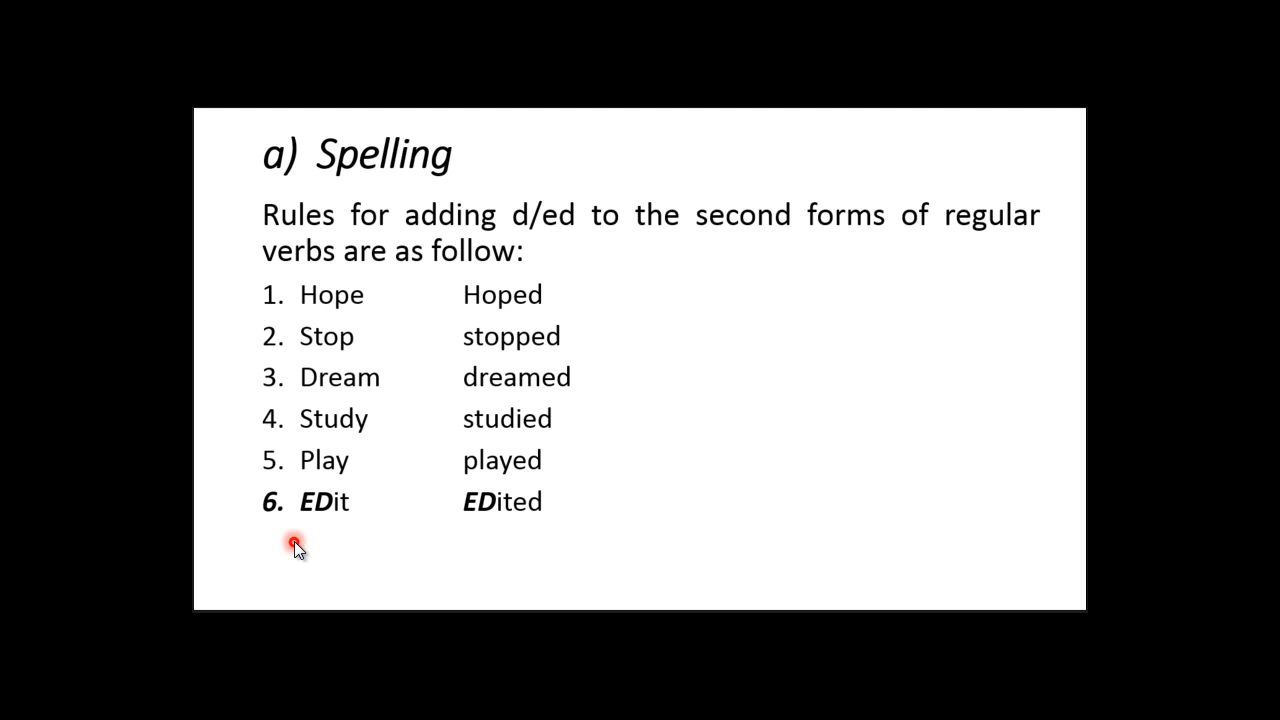 a) Spelling
Rules for adding d/ed to the second forms of regular
verbs are as follow:
1. Hope Hoped
2. Stop stopped
3. Dream dreamed
4. Study studied
5. Play played
6. EDit EDited